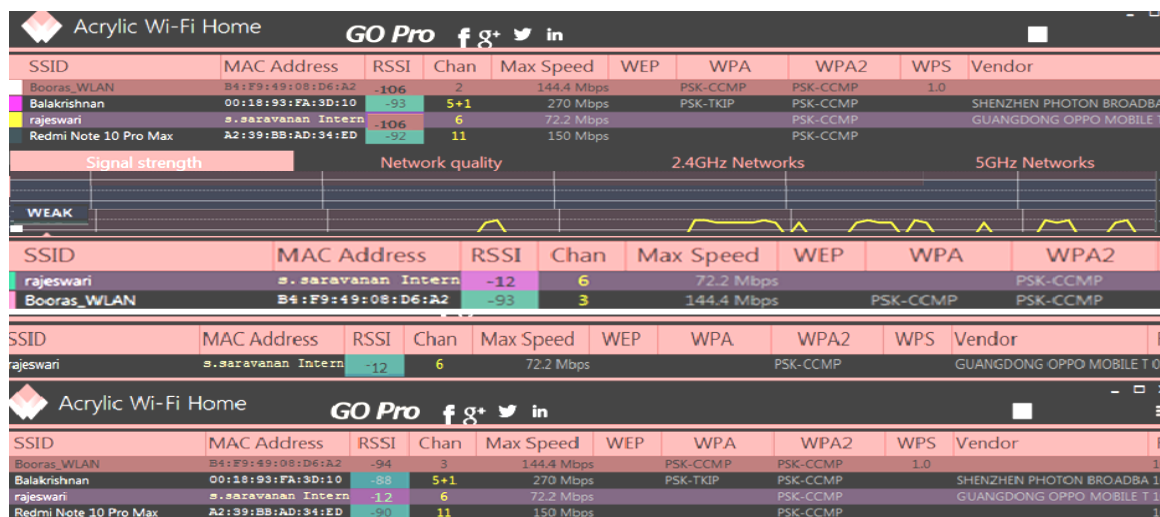 Acrylic Wi-Fi Home GO Pro f g+ in
SSID MAC Address RSSI Chan Max Speed WEP WPA WPA2 WPS Vendor
Booras_WLAN B4:F9:49:08:D6:A2 -106 2 144.4 Mbps PSK-CCMP PSK-CCMP 1.0
Balakrishnan 00:18:93:FA:3D:10 -93 5+1 270 Mbps PSK-TKIP PSK-CCMP SHENZHEN PHOTON BROADBA
rajeswari s.saravanan Intern -106 6 72.2 Mbps PSK-CCMP GUANGDONG OPPO MOBILE T
Redmi Note 10 Pro Max A2:39:BB:AD:34:ED -92 11 150 Mbps PSK-CCMP
Signal strength Network quality 2.4GHz Networks 5GHz Networks
WEAK
SSID MAC Address RSSI Chan Max Speed WEP WPA WPA2
rajeswari s.saravanan Intern -12 6 72.2 Mbps PSK-CCMP
Booras_WLAN B4:F9:49:08:D6:A2 -93 3 144.4 Mbps PSK-CCMP PSK-CCMP
SSID MAC Address RSSI Chan Max Speed WEP WPA WPA2 WPS Vendor
rajeswari s.saravanan Intern -12 6 72.2 Mbps PSK-CCMP GUANGDONG OPPO MOBILE T 0
Acrylic Wi-Fi Home GO Pro f g+ in
SSID MAC Address RSSI Chan Max Speed WEP WPA WPA2 WPS Vendor
Booras_WLAN B4:F9:49:08:D6:A2 -94 3 144.4 Mbps PSK-CCMP PSK-CCMP 1.0 1
Balakrishnan 00:18:93:FA:3D:10 -88 5+1 270 Mbps PSK-TKIP PSK-CCMP SHENZHEN PHOTON BROADBA 1
rajeswari s.saravanan Intern -12 6 72.2 Mbps PSK-CCMP GUANGDONG OPPO MOBILE T 1
Redmi Note 10 Pro Max A2:39:BB:AD:34:ED -90 11 150 Mbps PSK-CCMP 1